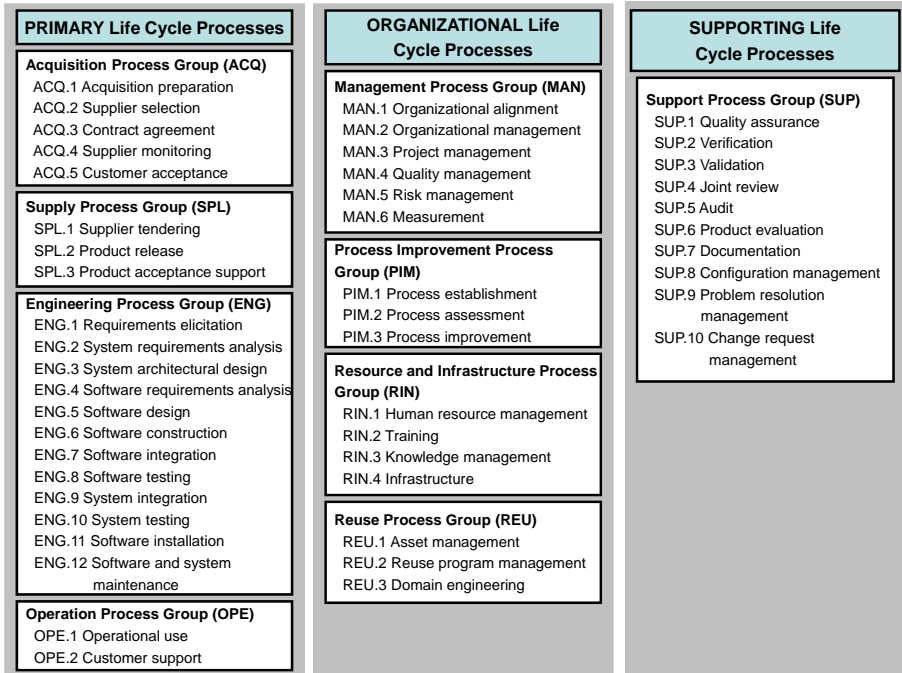 PRIMARY Life Cycle Processes
Acquisition Process Group (ACQ)
ACQ.1 Acquisition preparation
ACQ.2 Supplier selection
ACQ.3 Contract agreement
ACQ.4 Supplier monitoring
ACQ.5 Customer acceptance
Supply Process Group (SPL)
SPL.1 Supplier tendering
SPL.2 Product release
SPL.3 Product acceptance support
Engineering Process Group (ENG)
ENG.1 Requirements elicitation
ENG.2 System requirements analysis
ENG.3 System architectural design
ENG.4 Software requirements analysis
ENG.5 Software design
ENG.6 Software construction
ENG.7 Software integration
ENG.8 Software testing
ENG.9 System integration
ENG.10 System testing
ENG.11 Software installation
ENG.12 Software and system
maintenance
Operation Process Group (OPE)
OPE.1 Operational use
OPE.2 Customer support
ORGANIZATIONAL Life
Cycle Processes
Management Process Group (MAN)
MAN.1 Organizational alignment
MAN.2 Organizational management
MAN.3 Project management
MAN.4 Quality management
MAN.5 Risk management
MAN.6 Measurement
Process Improvement Process
Group (PIM)
PIM.1 Process establishment
PIM.2 Process assessment
PIM.3 Process improvement
Resource and Infrastructure Process
Group (RIN)
RIN.1 Human resource management
RIN.2 Training
RIN.3 Knowledge management
RIN.4 Infrastructure
Reuse Process Group (REU)
REU.1 Asset management
REU.2 Reuse program management
REU.3 Domain engineering
SUPPORTING Life
Cycle Processes
Support Process Group (SUP)
SUP.1 Quality assurance
SUP.2 Verification
SUP.3 Validation
SUP.4 Joint review
SUP.5 Audit
SUP.6 Product evaluation
SUP.7 Documentation
SUP.8 Configuration management
SUP.9 Problem resolution
management
SUP.10 Change request
management